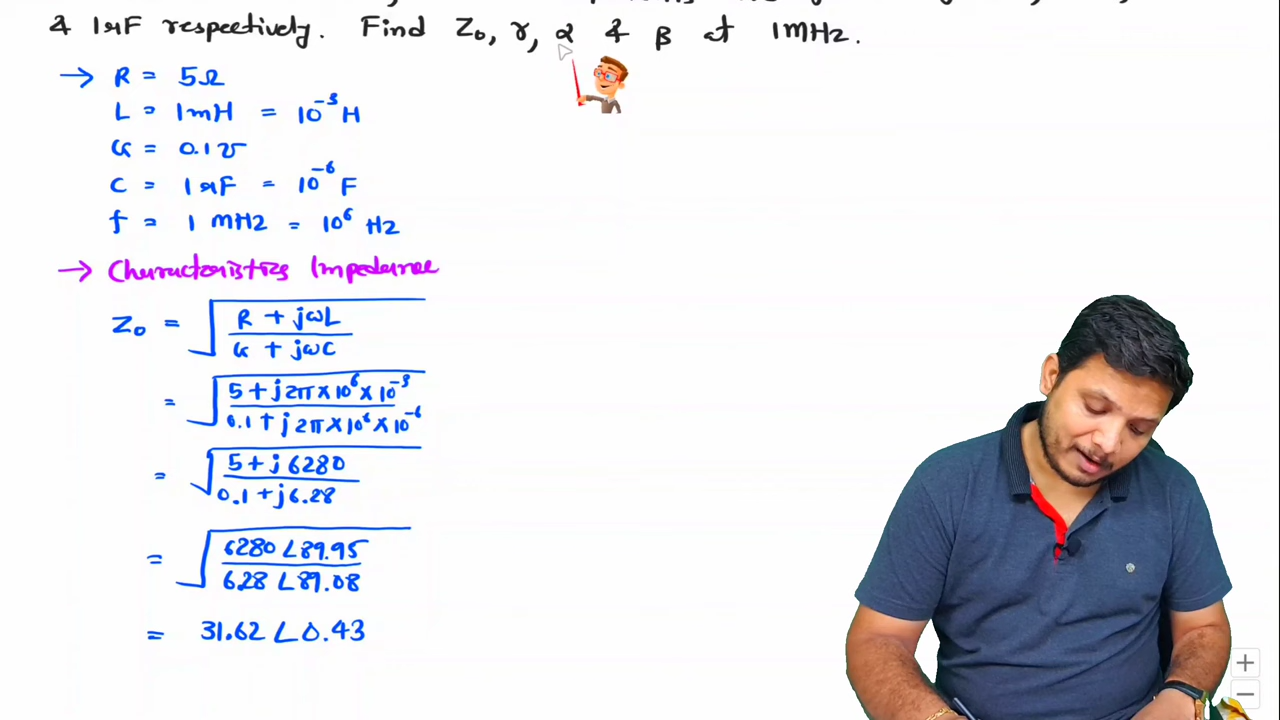 & 1μF respectively. Find Z₀, γ, α & β at 1MHz.
→ R = 5Ω
L = 1mH = 10⁻³ H
G = 0.1℧
C = 1μF = 10⁻⁶ F
f = 1 MHz = 10⁶ Hz
→ Characteristics Impedance
Z₀ = √((R + jωL)/(G + jωC))
= √((5 + j2π×10⁶×10⁻³)/(0.1 + j2π×10⁶×10⁻⁶))
= √((5 + j6280)/(0.1 + j6.28))
= √((6280 ∠89.95)/(6.28 ∠89.08))
= 31.62 ∠0.43